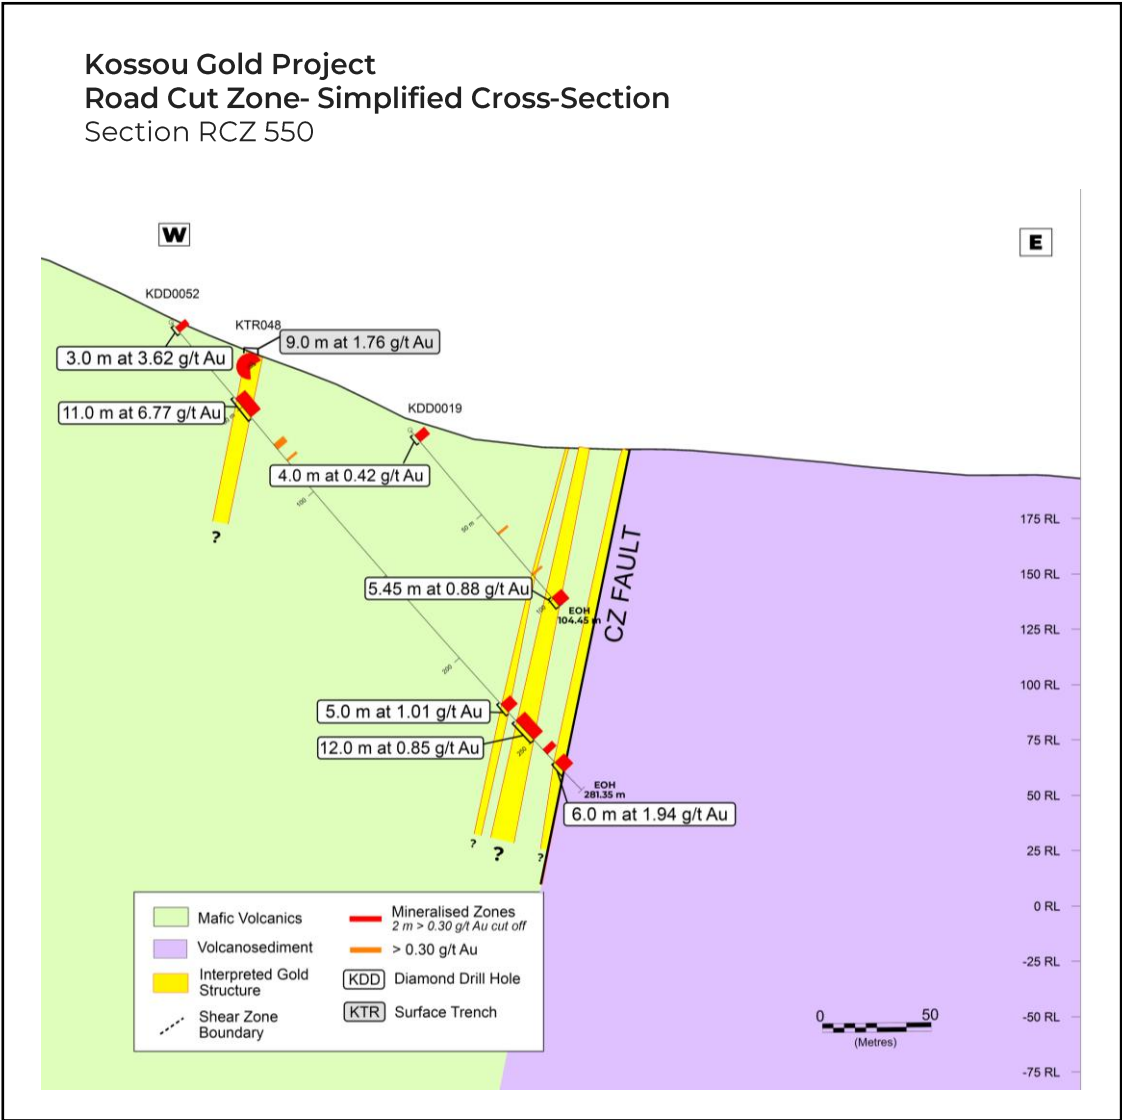 Kossou Gold Project
Road Cut Zone- Simplified Cross-Section
Section RCZ 550
W
E
KDD0052
KTR048
9.0 m at 1.76 g/t Au
3.0 m at 3.62 g/t Au
11.0 m at 6.77 g/t Au
KDD0019
4.0 m at 0.42 g/t Au
100
50 m
?
175 RL
150 RL
125 RL
100 RL
75 RL
50 RL
25 RL
0 RL
-25 RL
-50 RL
-75 RL
CZ FAULT
5.45 m at 0.88 g/t Au
100
EOH
104.45 m
200
5.0 m at 1.01 g/t Au
12.0 m at 0.85 g/t Au
200
EOH
281.35 m
6.0 m at 1.94 g/t Au
?
?
?
Mafic Volcanics
Volcanosediment
Interpreted Gold
Structure
Shear Zone
Boundary
Mineralised Zones
2 m > 0.30 g/t Au cut off
> 0.30 g/t Au
KDD
Diamond Drill Hole
KTR
Surface Trench
0
50
(Metres)